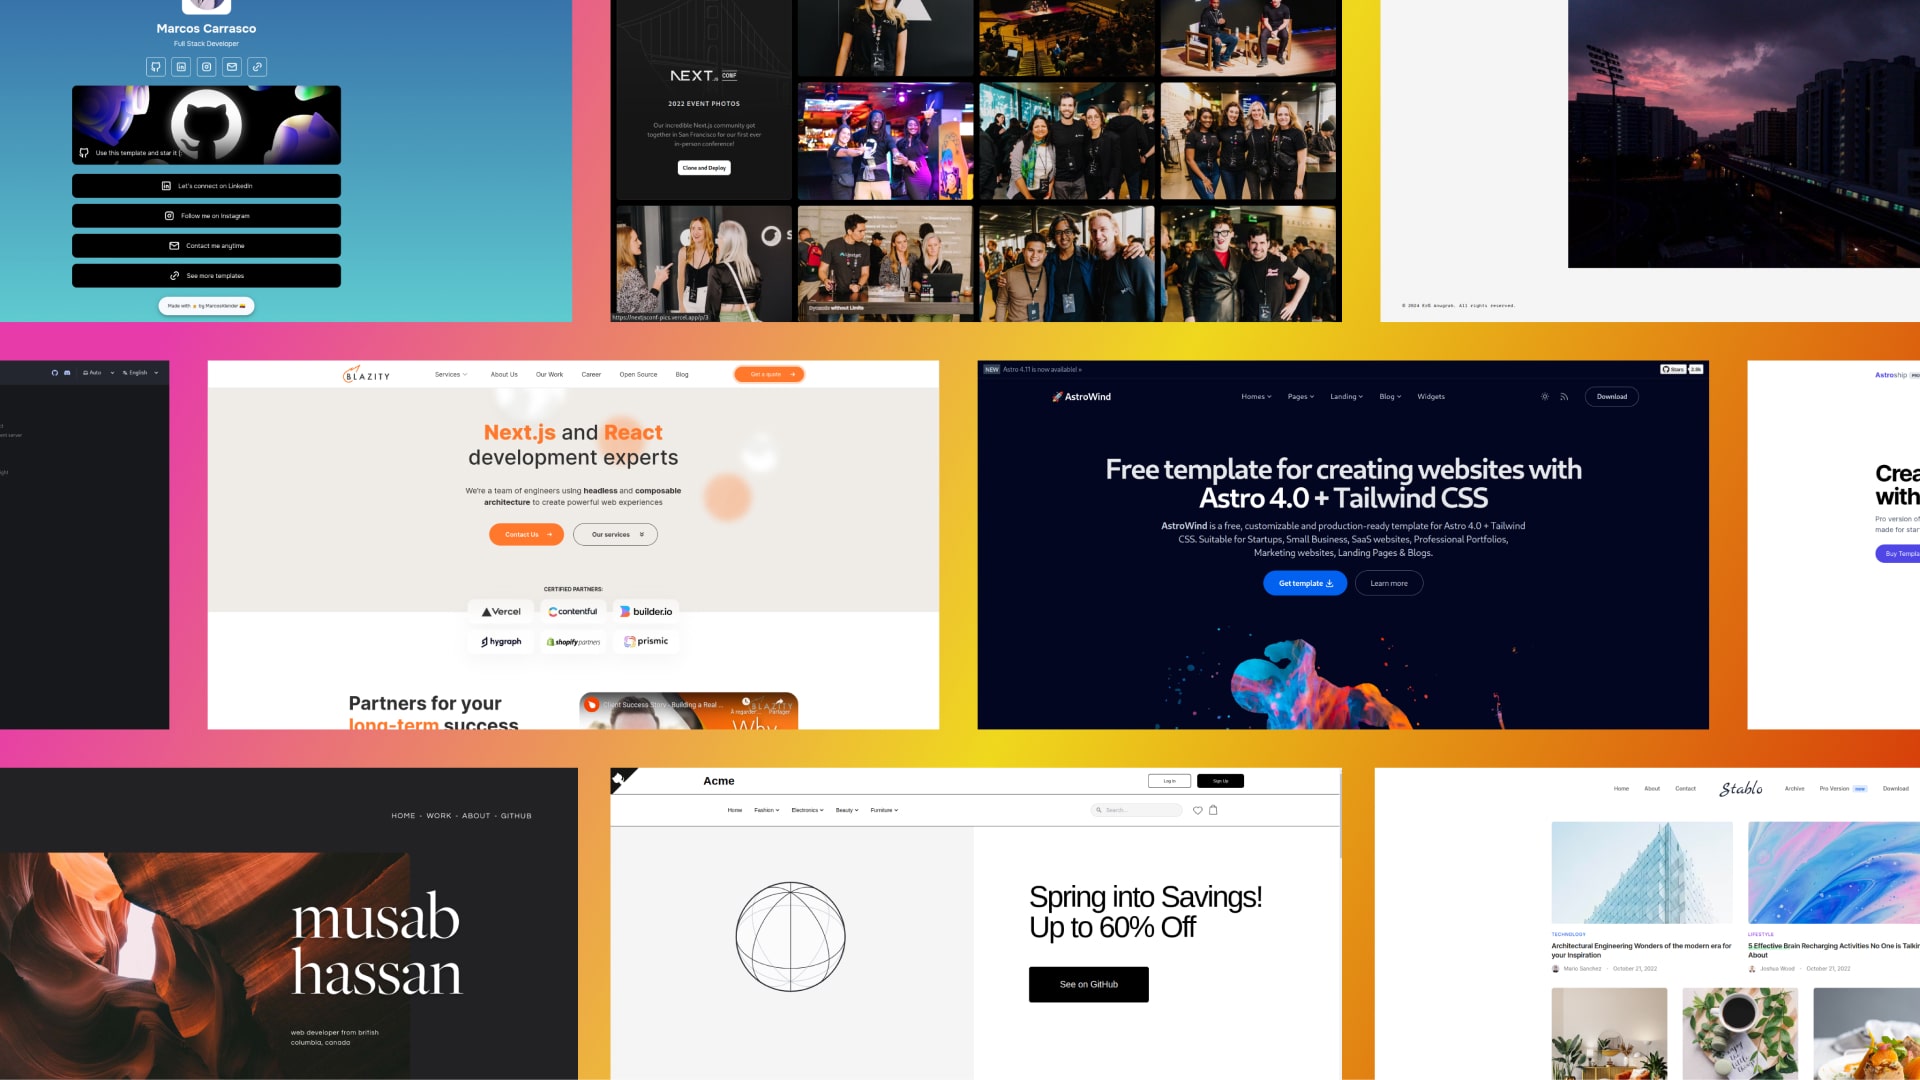 Marcos Carrasco
Full Stack Developer
Use this template and star it (:
Let's connect on LinkedIn
Follow me on Instagram
Contact me anytime
See more templates
NEXT.js CONF
2022 EVENT PHOTOS
Our incredible Next.js community got
together in San Francisco for our first ever
in-person conference!
Clone and Deploy
without Limits
https://nextjsconf-pics.vercel.app/p/3
All rights reserved.
Auto
English
BLAZITY
Services
About Us
Our Work
Career
Open Source
Blog
Get a quote
Next.js and React
development experts
We're a team of engineers using headless and composable
architecture to create powerful web experiences
Contact Us
Our services
CERTIFIED PARTNERS:
Vercel
contentful
builder.io
hygraph
shopify partners
prismic
Partners for your
long-term success
Client Success Story - Building a Real ...
À regarder...
Partager
BLAZITY
Why
NEW Astro 4.11 is now available! »
Stars
AstroWind
Homes
Pages
Landing
Blog
Widgets
Download
Free template for creating websites with
Astro 4.0 + Tailwind CSS
AstroWind is a free, customizable and production-ready template for Astro 4.0 + Tailwind
CSS. Suitable for Startups, Small Business, SaaS websites, Professional Portfolios,
Marketing websites, Landing Pages & Blogs.
Get template
Learn more
Astroship
Crea
with
Pro version of
made for star
Buy Templa
HOME - WORK - ABOUT - GITHUB
musab
hassan
web developer from british
columbia, canada
Acme
Log in
Sign Up
Home
Fashion
Electronics
Beauty
Furniture
Search...
Spring into Savings!
Up to 60% Off
See on GitHub
Home
About
Contact
Stablo
Archive
Pro Version new
Download
TECHNOLOGY
Architectural Engineering Wonders of the modern era for
your Inspiration
Mario Sanchez · October 21, 2022
LIFESTYLE
5 Effective Brain Recharging Activities No One is Talkin
About
Joshua Wood · October 21, 2022